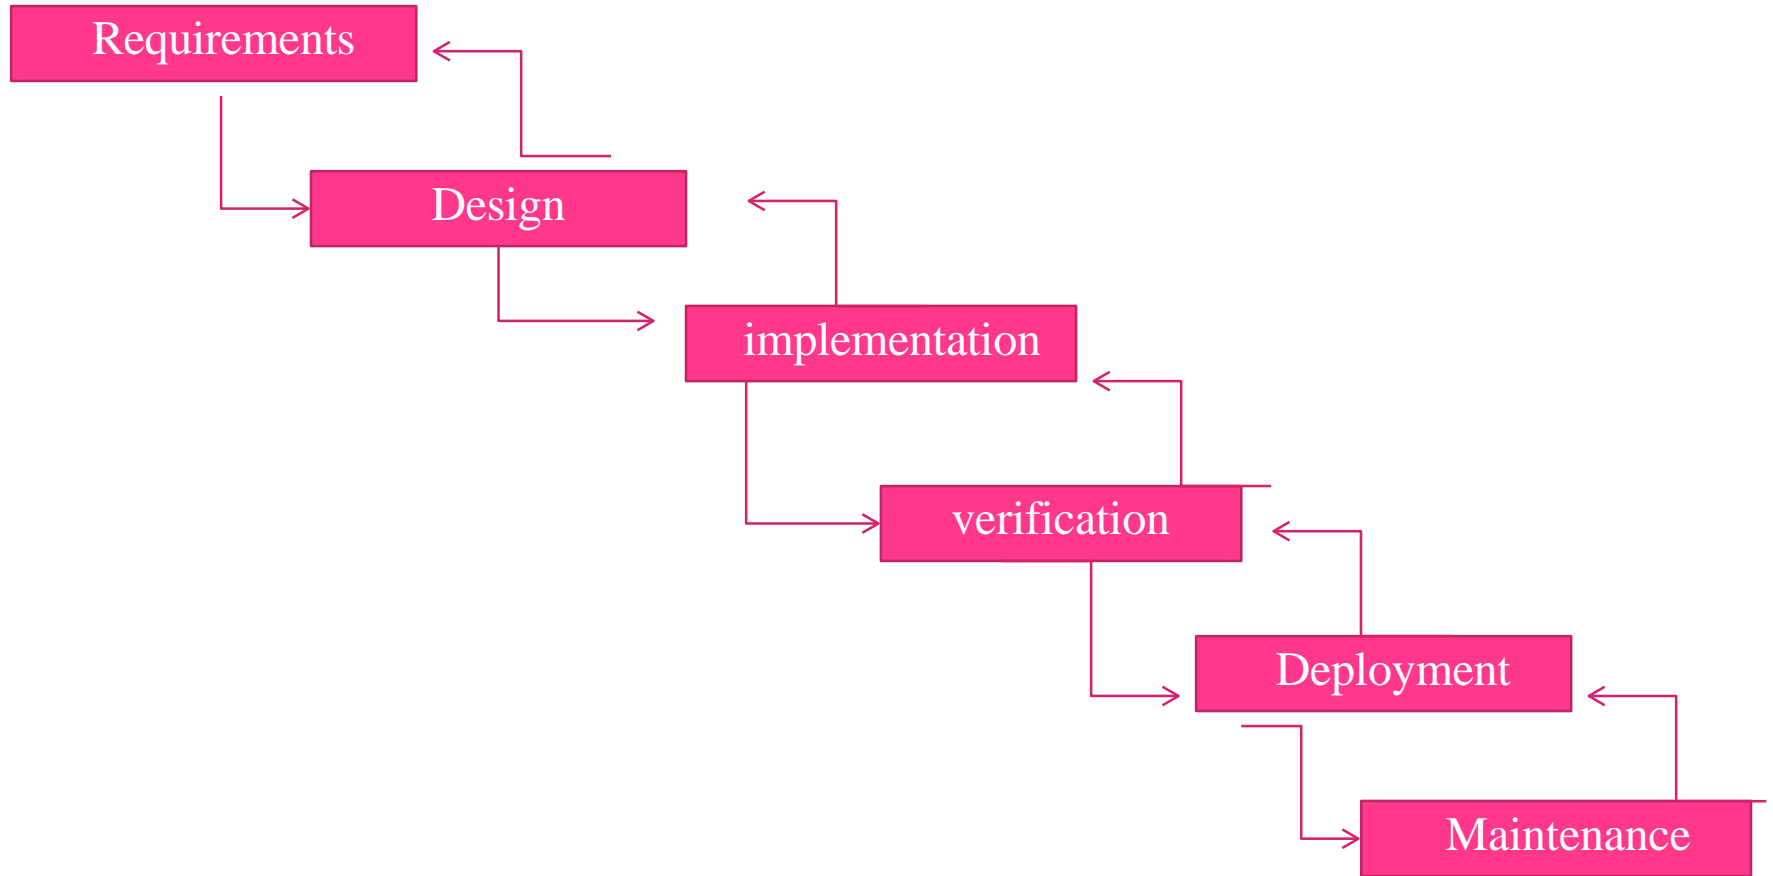 Requirements
Design
implementation
verification
Deployment
Maintenance